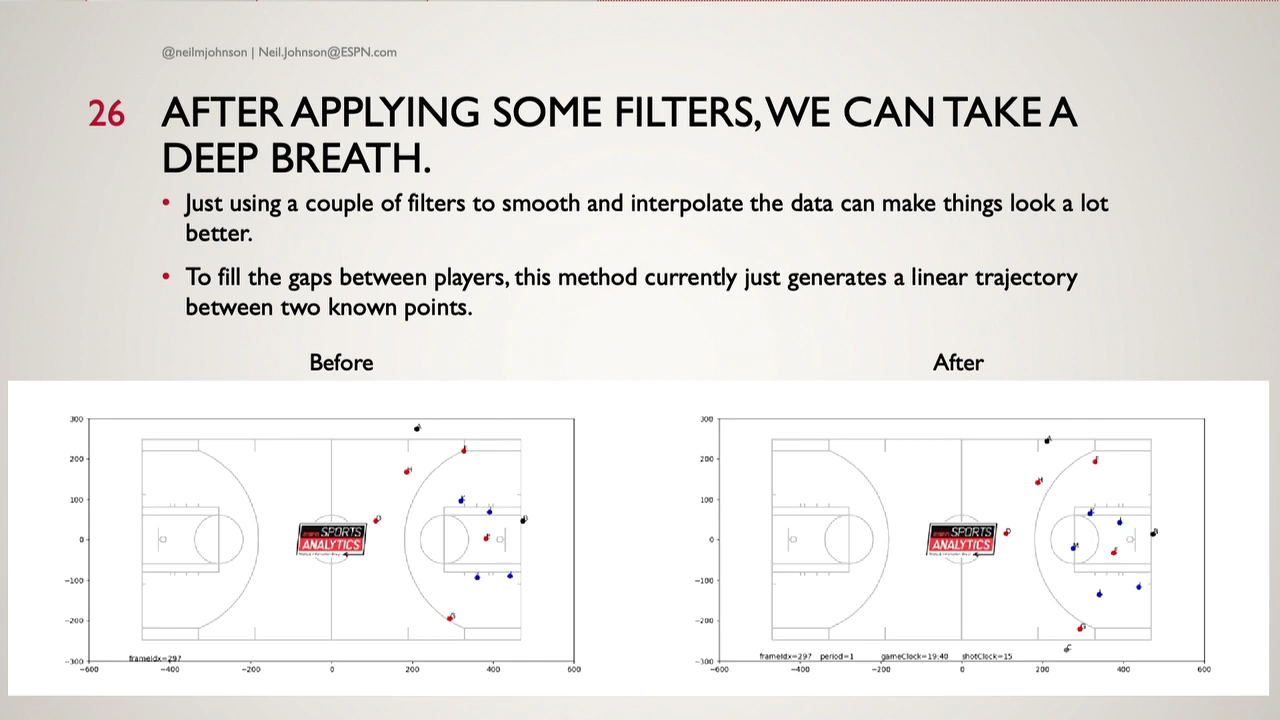 @neilmjohnson | Neil.Johnson@ESPN.com
26
AFTER APPLYING SOME FILTERS, WE CAN TAKE A
DEEP BREATH.
• Just using a couple of filters to smooth and interpolate the data can make things look a lot
better.
• To fill the gaps between players, this method currently just generates a linear trajectory
between two known points.
Before
After
300
200
100
0
−100
−200
−300
−600
−400
−200
0
200
400
600
frameIdx=297
SPORTS
ANALYTICS
300
200
100
0
−100
−200
−300
−600
−400
−200
0
200
400
600
frameIdx=297 period=1 gameClock=19:40 shotClock=15
SPORTS
ANALYTICS